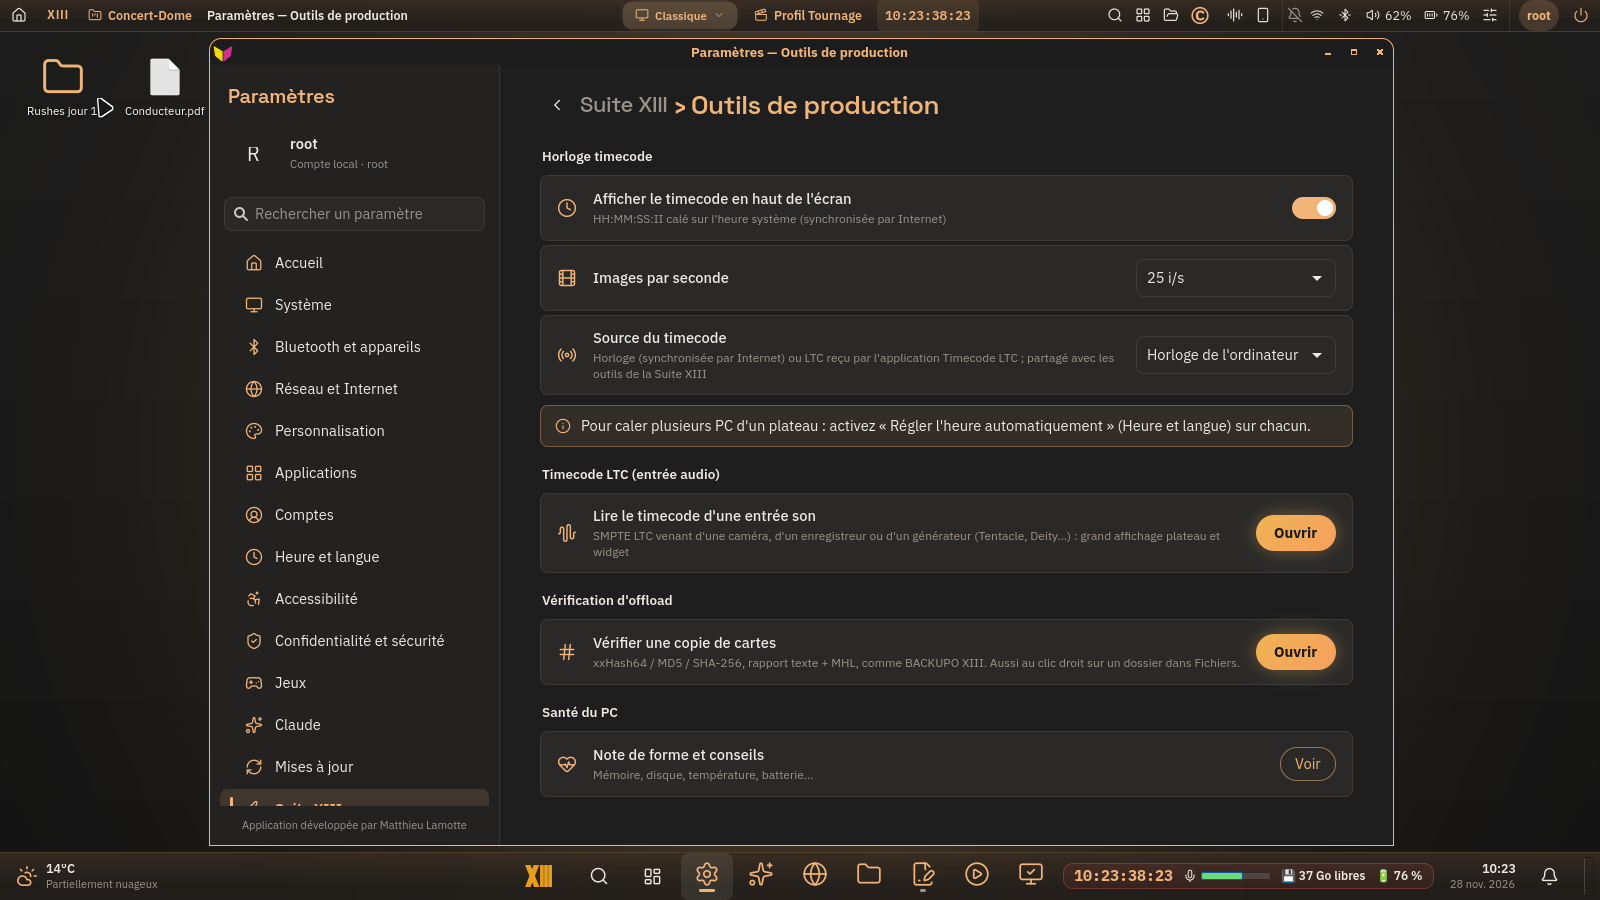 XIII
Concert-Dome
Paramètres — Outils de production
Classique
Profil Tournage
10:23:38:23
62%
76%
root
Paramètres — Outils de production
Rushes jour 1
Conducteur.pdf
Paramètres
R
root
Compte local · root
Rechercher un paramètre
Accueil
Système
Bluetooth et appareils
Réseau et Internet
Personnalisation
Applications
Comptes
Heure et langue
Accessibilité
Confidentialité et sécurité
Jeux
Claude
Mises à jour
Suite XIII
Application développée par Matthieu Lamotte
Suite XIII > Outils de production
Horloge timecode
Afficher le timecode en haut de l'écran
HH:MM:SS:II calé sur l'heure système (synchronisée par Internet)
Images par seconde
25 i/s
Source du timecode
Horloge (synchronisée par Internet) ou LTC reçu par l'application Timecode LTC ; partagé avec les
outils de la Suite XIII
Horloge de l'ordinateur
Pour caler plusieurs PC d'un plateau : activez « Régler l'heure automatiquement » (Heure et langue) sur chacun.
Timecode LTC (entrée audio)
Lire le timecode d'une entrée son
SMPTE LTC venant d'une caméra, d'un enregistreur ou d'un générateur (Tentacle, Deity…) : grand affichage plateau et
widget
Ouvrir
Vérification d'offload
Vérifier une copie de cartes
xxHash64 / MD5 / SHA-256, rapport texte + MHL, comme BACKUPO XIII. Aussi au clic droit sur un dossier dans Fichiers.
Ouvrir
Santé du PC
Note de forme et conseils
Mémoire, disque, température, batterie…
Voir
14°C
Partiellement nuageux
XIII
10:23:38:23
37 Go libres
76 %
10:23
28 nov. 2026